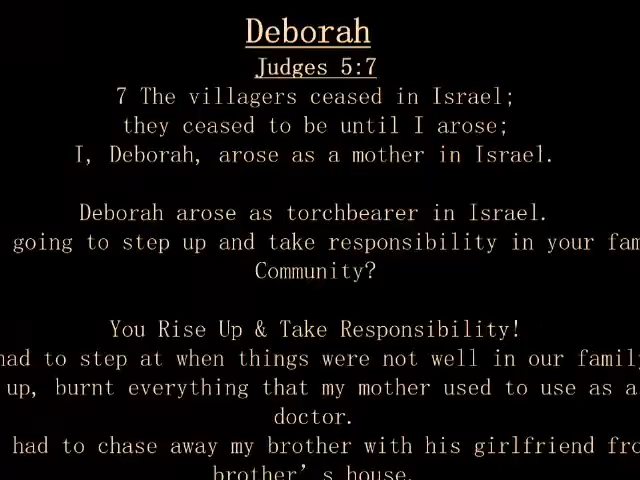 Deborah
Judges 5:7
7 The villagers ceased in Israel;
they ceased to be until I arose;
I, Deborah, arose as a mother in Israel.
Deborah arose as torchbearer in Israel.
going to step up and take responsibility in your
Community?
You Rise Up & Take Responsibility!
had to step at when things were not well in our family
up, burnt everything that my mother used to use as a
doctor.
had to chase away my brother with his girlfriend
brother’s house.